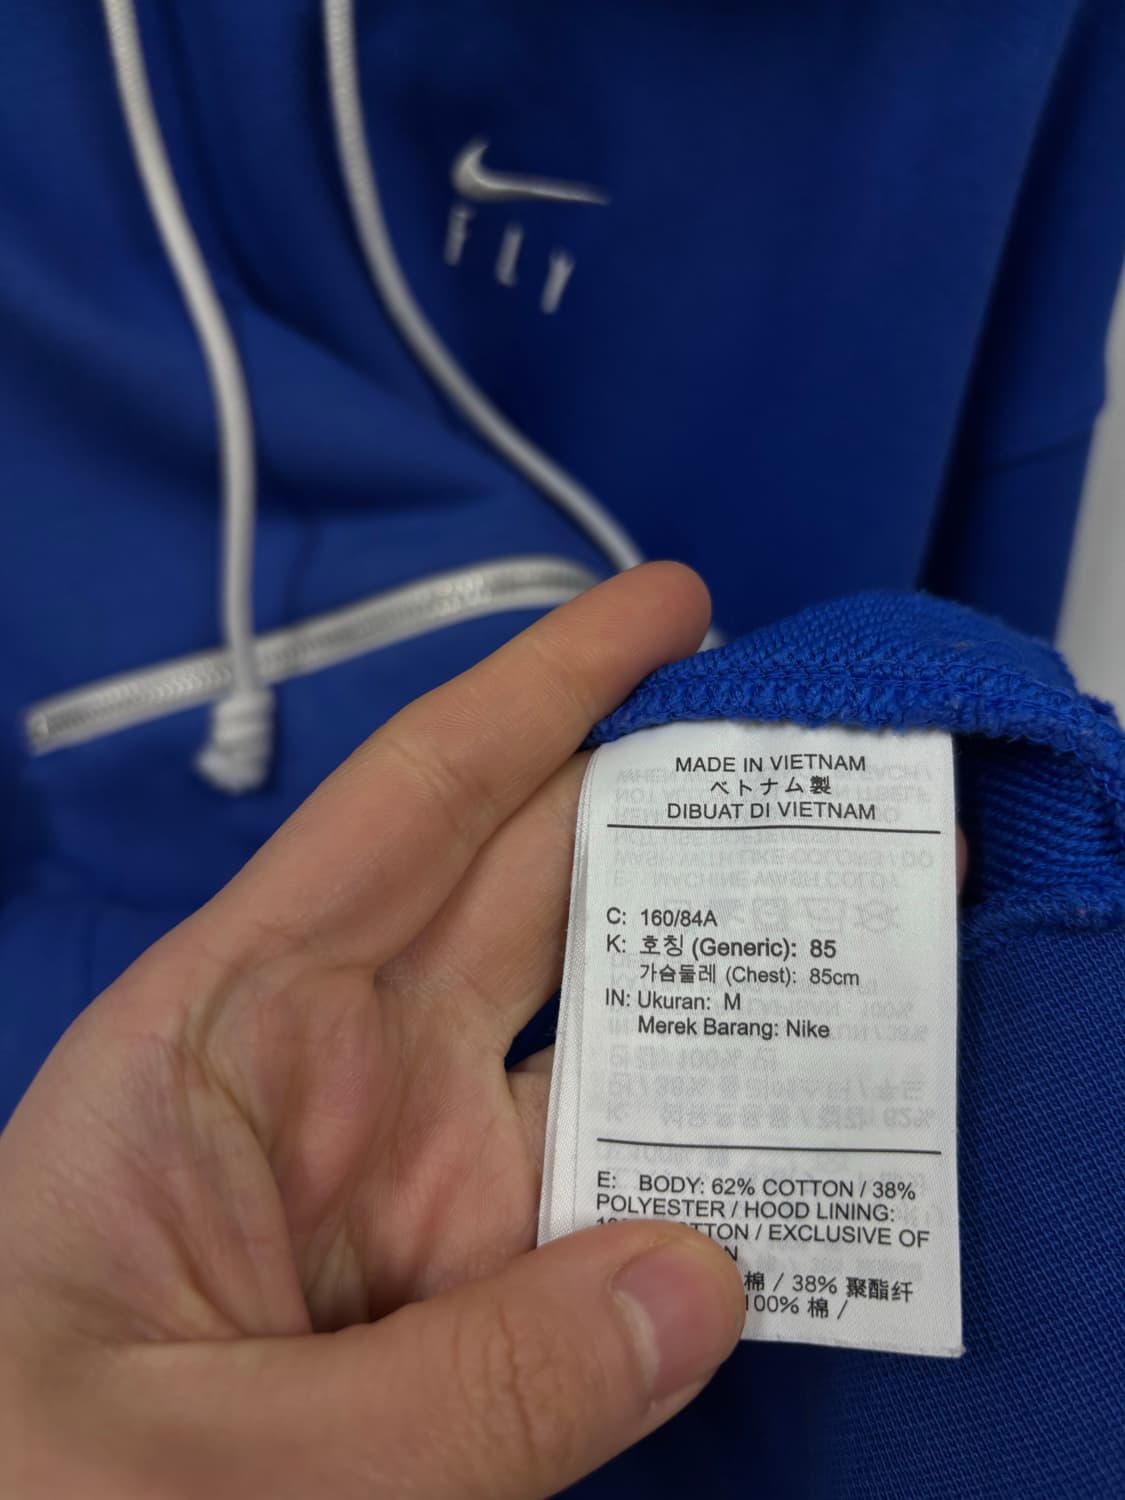 FLY
MADE IN VIETNAM
ベトナム製
DIBUAT DI VIETNAM
C: 160/84A
K: 호칭 (Generic): 85
가슴둘레 (Chest): 85cm
IN: Ukuran: M
Merek Barang: Nike
E: BODY: 62% COTTON / 38%
POLYESTER / HOOD LINING:
/ EXCLUSIVE OF
棉 / 38% 聚酯纤
100% 棉 /